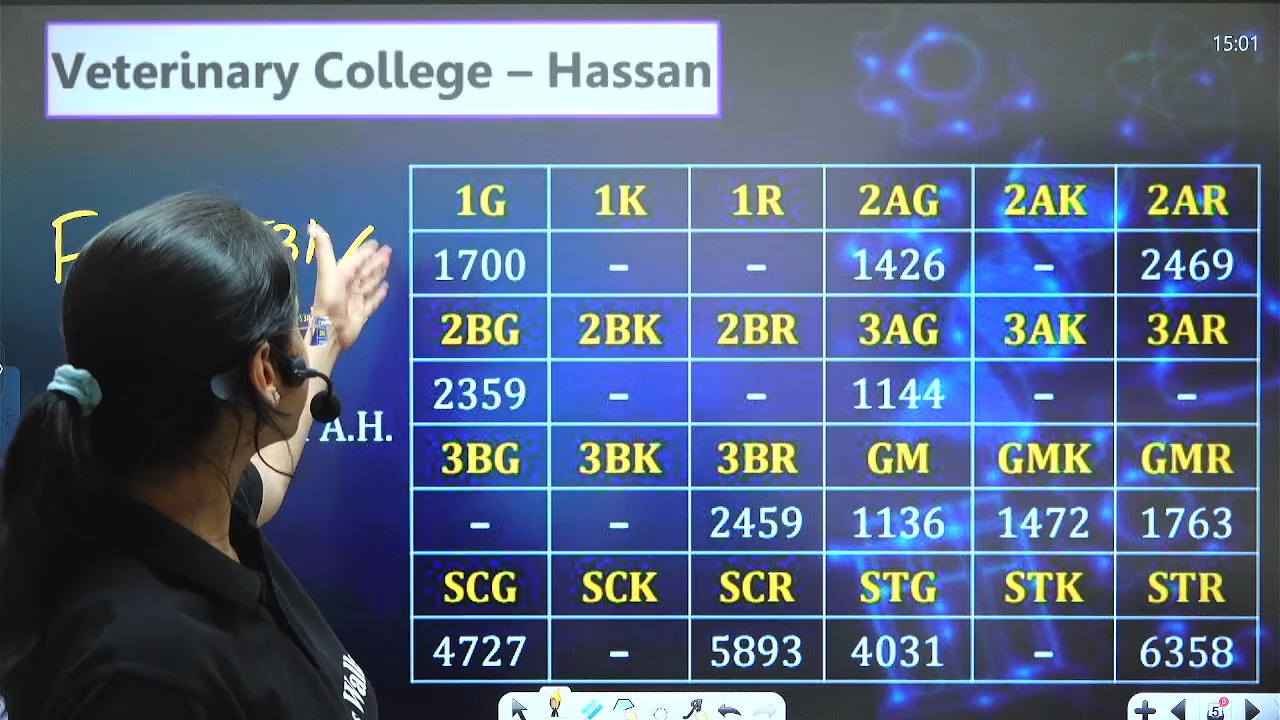 Veterinary College – Hassan
15:01
1G 1K 1R 2AG 2AK 2AR
1700 – – 1426 – 2469
2BG 2BK 2BR 3AG 3AK 3AR
2359 – – 1144 – –
A.H.
3BG 3BK 3BR GM GMK GMR
– – 2459 1136 1472 1763
SCG SCK SCR STG STK STR
4727 – 5893 4031 – 6358